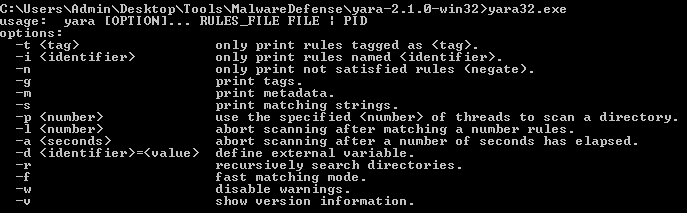 C:\Users\Admin\Desktop\Tools\MalwareDefense\yara-2.1.0-win32>yara32.exe
usage:  yara [OPTION]... RULES_FILE FILE ¦ PID
options:
  -t <tag>                 only print rules tagged as <tag>.
  -i <identifier>          only print rules named <identifier>.
  -n                       only print not satisfied rules (negate).
  -g                       print tags.
  -m                       print metadata.
  -s                       print matching strings.
  -p <number>              use the specified <number> of threads to scan a directory.
  -l <number>              abort scanning after matching a number rules.
  -a <seconds>             abort scanning after a number of seconds has elapsed.
  -d <identifier>=<value>  define external variable.
  -r                       recursively search directories.
  -f                       fast matching mode.
  -w                       disable warnings.
  -v                       show version information.